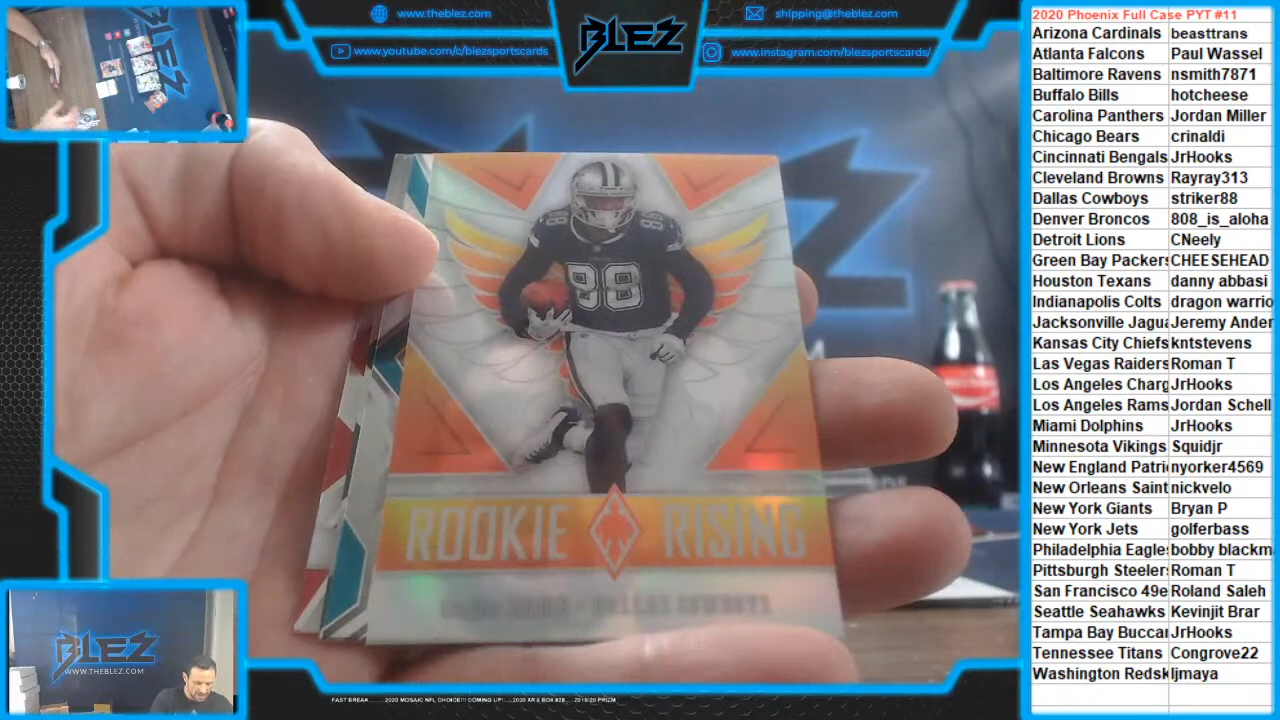 www.theblez.com
shipping@theblez.com
BLEZ
www.youtube.com/c/blezsportscards
www.instagram.com/blezsportscards/
2020 Phoenix Full Case PYT #11
Arizona Cardinals beasttrans
Atlanta Falcons Paul Wassel
Baltimore Ravens nsmith7871
Buffalo Bills hotcheese
Carolina Panthers Jordan Miller
Chicago Bears crinaldi
Cincinnati Bengals JrHooks
Cleveland Browns Rayray313
Dallas Cowboys striker88
Denver Broncos 808_is_aloha
Detroit Lions CNeely
Green Bay Packers CHEESEHEAD
Houston Texans danny abbasi
Indianapolis Colts dragon warrio
Jacksonville Jagua Jeremy Ander
Kansas City Chiefs kntstevens
Las Vegas Raiders Roman T
Los Angeles Charg JrHooks
Los Angeles Rams Jordan Schell
Miami Dolphins JrHooks
Minnesota Vikings Squidjr
New England Patri nyorker4569
New Orleans Saint nickvelo
New York Giants Bryan P
New York Jets golferbass
Philadelphia Eagle bobby blackm
Pittsburgh Steelers Roman T
San Francisco 49e Roland Saleh
Seattle Seahawks Kevinjit Brar
Tampa Bay Bucca JrHooks
Tennessee Titans Congrove22
Washington Redsk ljmaya
88
88
88
ROOKIE RISING
DALLAS COWBOYS
BLEZ
WWW.THEBLEZ.COM
FAST BREAK 2020 MOSAIC NFL CHOICE!!! COMING UP!